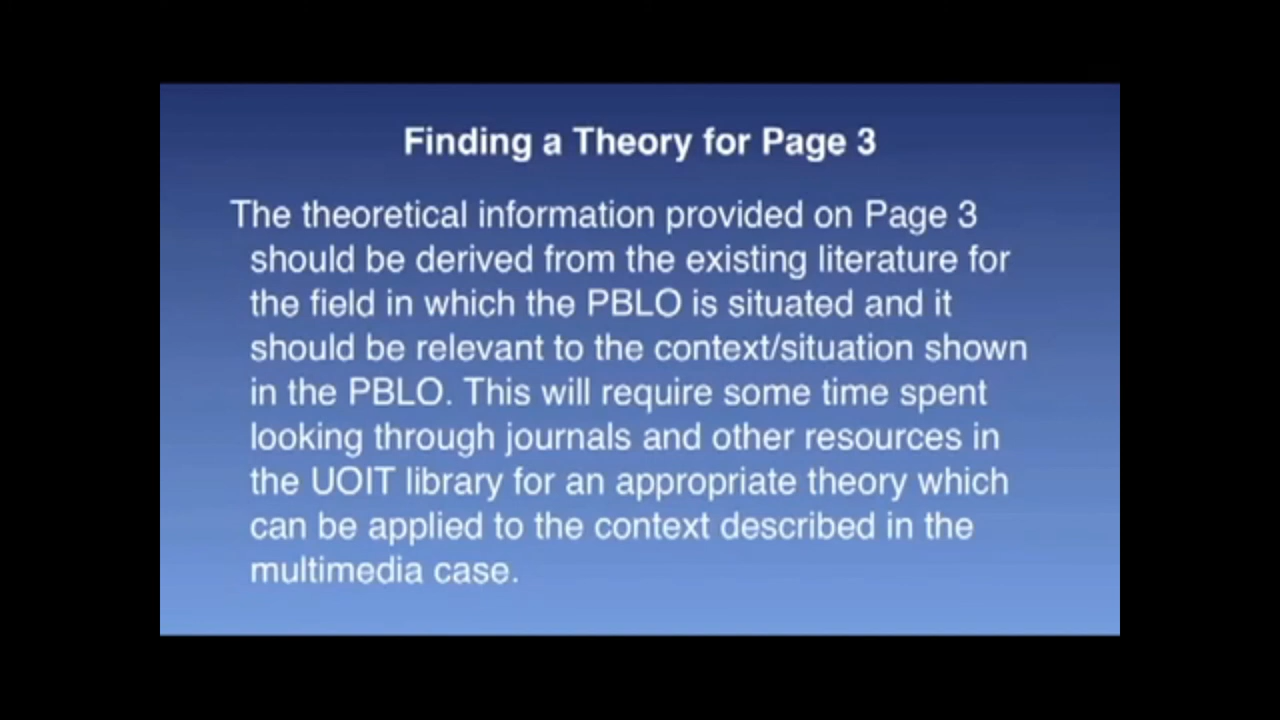 Finding a Theory for Page 3
The theoretical information provided on Page 3
should be derived from the existing literature for
the field in which the PBLO is situated and it
should be relevant to the context/situation shown
in the PBLO. This will require some time spent
looking through journals and other resources in
the UOIT library for an appropriate theory which
can be applied to the context described in the
multimedia case.